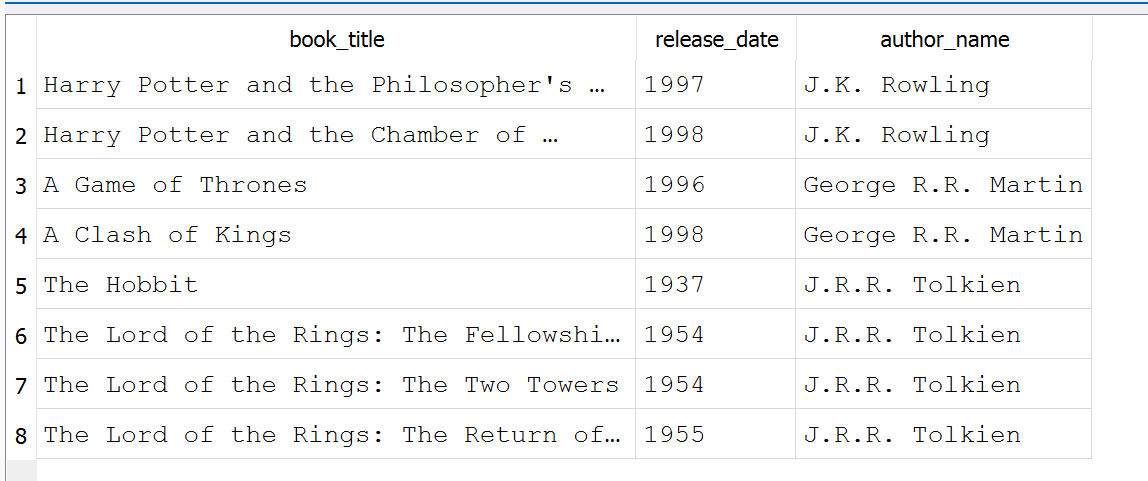 book_title release_date author_name
1 Harry Potter and the Philosopher's … 1997 J.K. Rowling
2 Harry Potter and the Chamber of … 1998 J.K. Rowling
3 A Game of Thrones 1996 George R.R. Martin
4 A Clash of Kings 1998 George R.R. Martin
5 The Hobbit 1937 J.R.R. Tolkien
6 The Lord of the Rings: The Fellowshi… 1954 J.R.R. Tolkien
7 The Lord of the Rings: The Two Towers 1954 J.R.R. Tolkien
8 The Lord of the Rings: The Return of… 1955 J.R.R. Tolkien